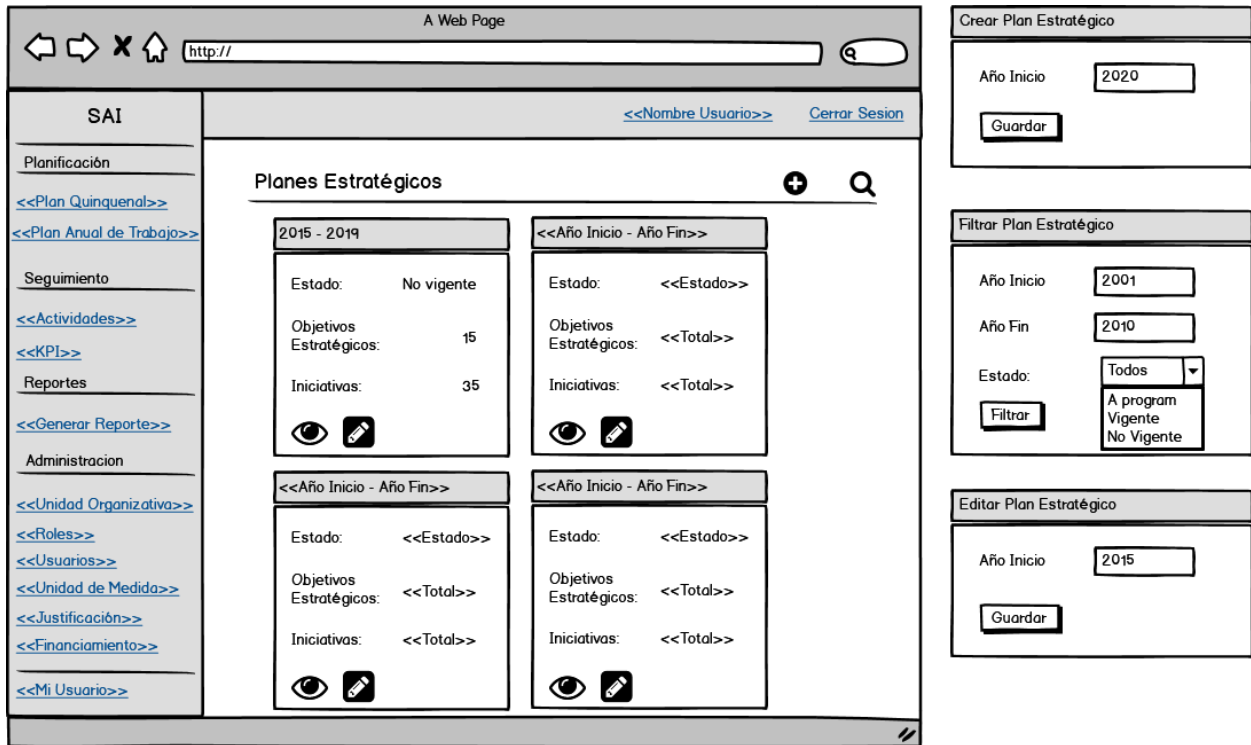 A Web Page
http://
SAI
<<Nombre Usuario>>
Cerrar Sesion
Planificación
<<Plan Quinquenal>>
<<Plan Anual de Trabajo>>
Seguimiento
<<Actividades>>
<<KPI>>
Reportes
<<Generar Reporte>>
Administracion
<<Unidad Organizativa>>
<<Roles>>
<<Usuarios>>
<<Unidad de Medida>>
<<Justificación>>
<<Financiamiento>>
<<Mi Usuario>>
Planes Estratégicos
2015 - 2019
Estado: No vigente
Objetivos
Estratégicos: 15
Iniciativas: 35
<<Año Inicio - Año Fin>>
Estado: <<Estado>>
Objetivos
Estratégicos: <<Total>>
Iniciativas: <<Total>>
<<Año Inicio - Año Fin>>
Estado: <<Estado>>
Objetivos
Estratégicos: <<Total>>
Iniciativas: <<Total>>
<<Año Inicio - Año Fin>>
Estado: <<Estado>>
Objetivos
Estratégicos: <<Total>>
Iniciativas: <<Total>>
Crear Plan Estratégico
Año Inicio 2020
Guardar
Filtrar Plan Estratégico
Año Inicio 2001
Año Fin 2010
Estado: Todos
A program
Vigente
No Vigente
Filtrar
Editar Plan Estratégico
Año Inicio 2015
Guardar